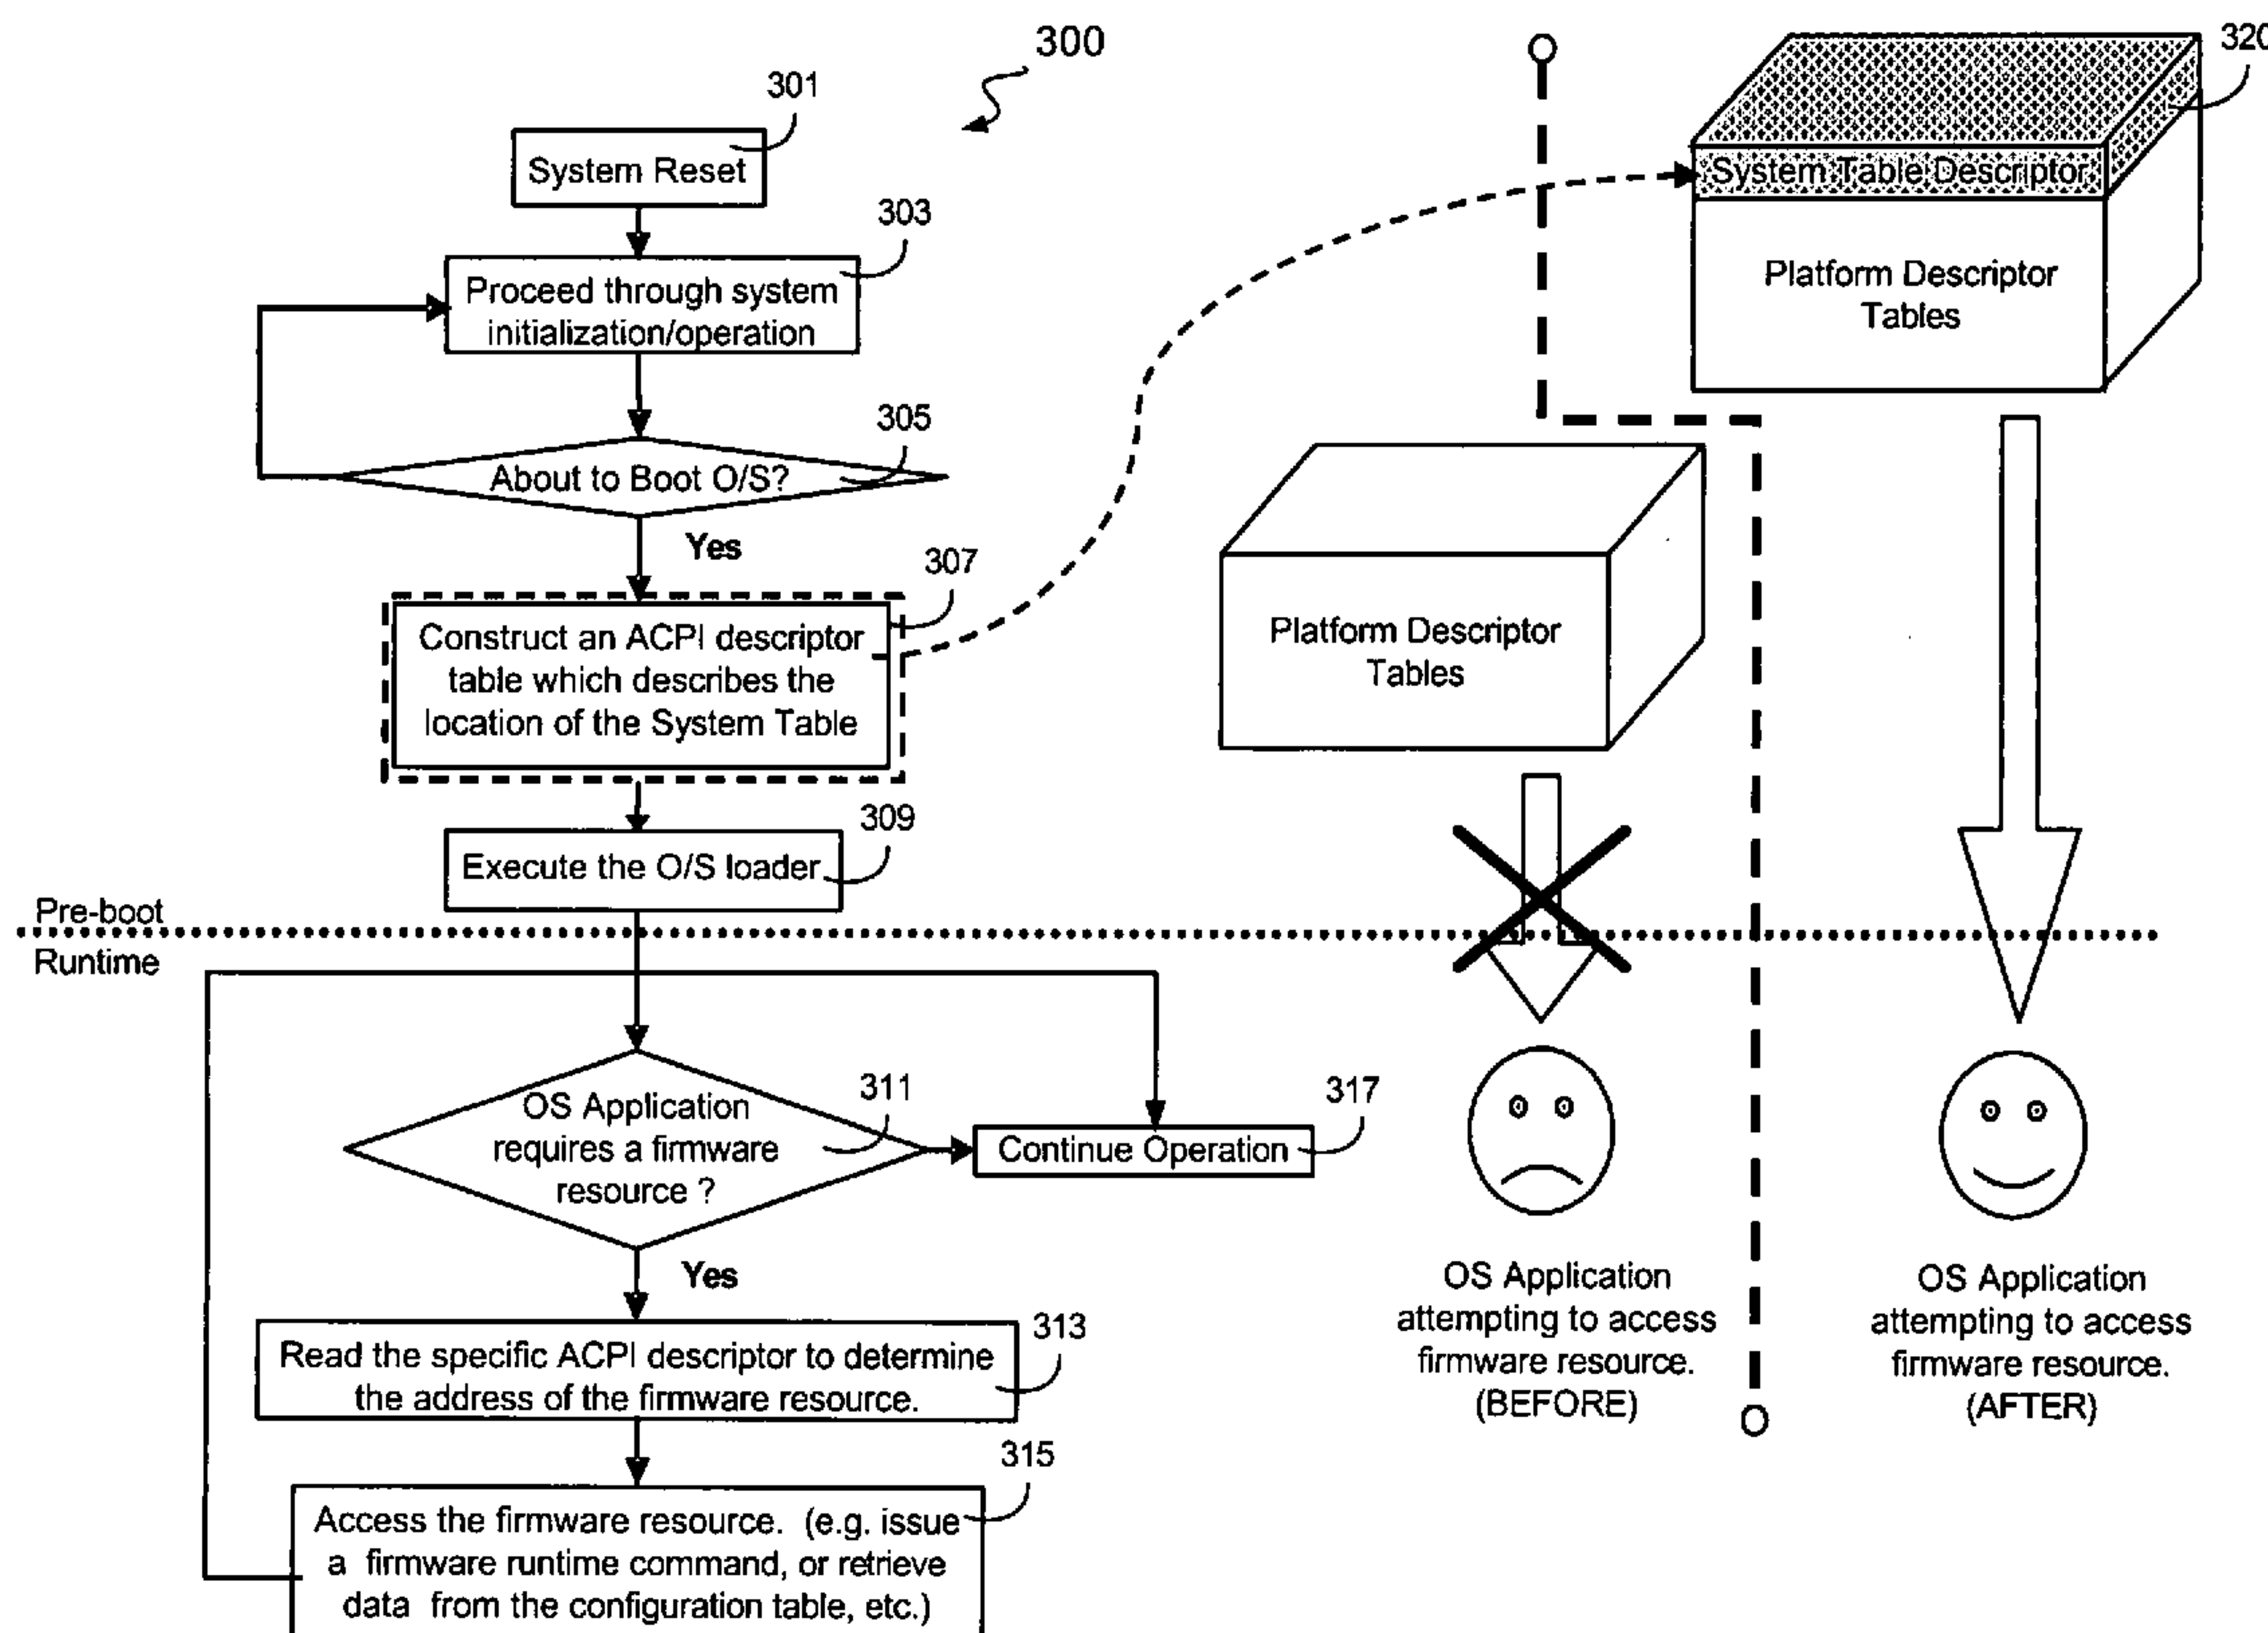 300
301
System Reset
303
Proceed through system
initialization/operation
305
About to Boot O/S?
Yes
307
Construct an ACPI descriptor
table which describes the
location of the System Table
309
Execute the O/S loader
Pre-boot
Runtime
311
OS Application
requires a firmware
resource ?
317
Continue Operation
Yes
313
Read the specific ACPI descriptor to determine
the address of the firmware resource.
315
Access the firmware resource. (e.g. issue
a firmware runtime command, or retrieve
data from the configuration table, etc.)
Platform Descriptor
Tables
OS Application
attempting to access
firmware resource.
(BEFORE)
320
System Table Descriptor
Platform Descriptor
Tables
OS Application
attempting to access
firmware resource.
(AFTER)